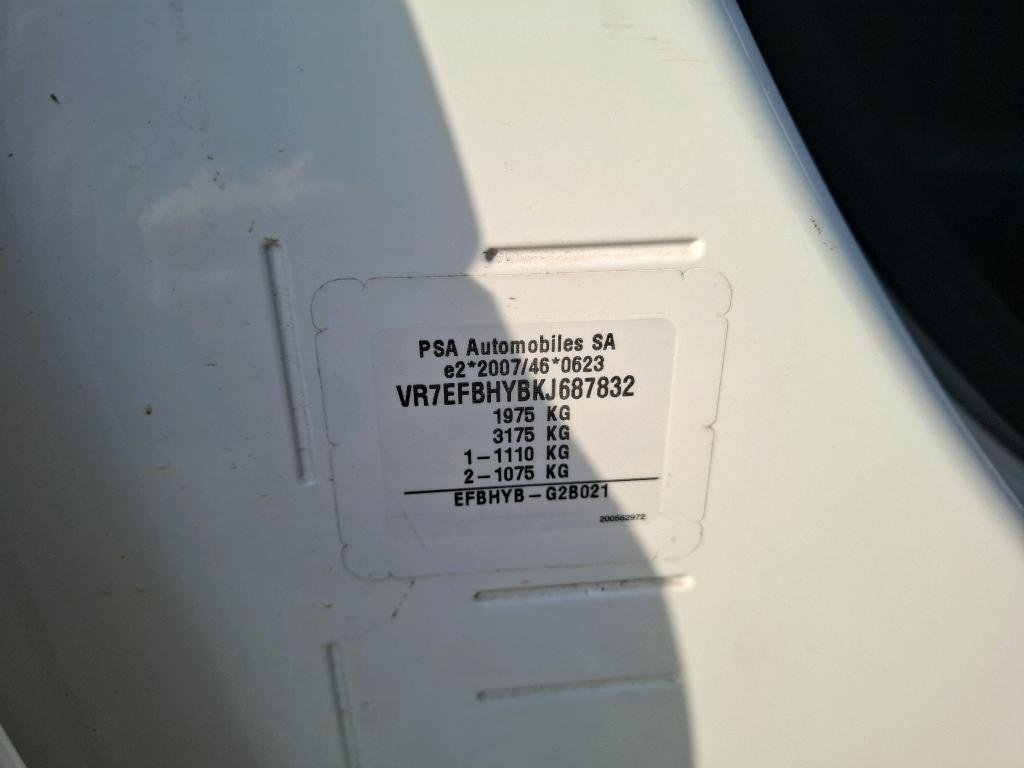 PSA Automobiles SA
e2*2007/46*0623
VR7EFBHYBKJ687832
1975 KG
3175 KG
1-1110 KG
2-1075 KG
EFBHYB-G2B021
200562972